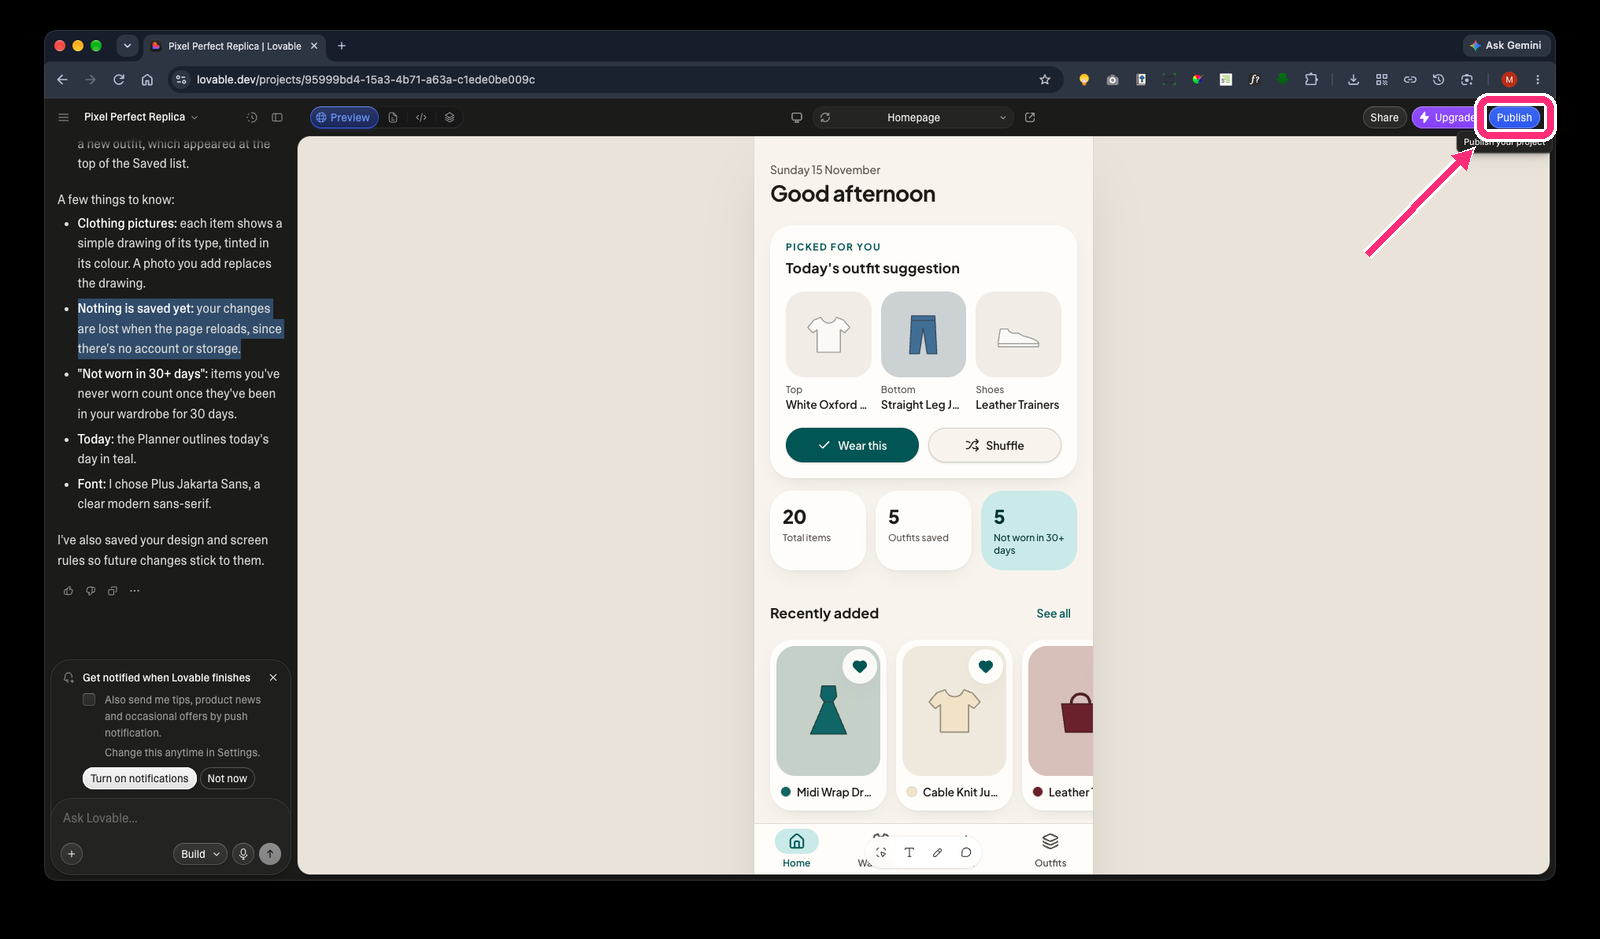 Pixel Perfect Replica | Lovable
Ask Gemini
lovable.dev/projects/95999bd4-15a3-4b71-a63a-c1ede0be009c
M
Pixel Perfect Replica
Preview
Homepage
Share
Upgrade
Publish
Publish your project
a new outfit, which appeared at the
top of the Saved list.
A few things to know:
Clothing pictures: each item shows a
simple drawing of its type, tinted in
its colour. A photo you add replaces
the drawing.
Nothing is saved yet: your changes
are lost when the page reloads, since
there's no account or storage.
"Not worn in 30+ days": items you've
never worn count once they've been
in your wardrobe for 30 days.
Today: the Planner outlines today's
day in teal.
Font: I chose Plus Jakarta Sans, a
clear modern sans-serif.
I've also saved your design and screen
rules so future changes stick to them.
Get notified when Lovable finishes
Also send me tips, product news
and occasional offers by push
notification.
Change this anytime in Settings.
Turn on notifications
Not now
Ask Lovable...
Build
Sunday 15 November
Good afternoon
PICKED FOR YOU
Today's outfit suggestion
Top
White Oxford ...
Bottom
Straight Leg J...
Shoes
Leather Trainers
Wear this
Shuffle
20
Total items
5
Outfits saved
5
Not worn in 30+
days
Recently added
See all
Midi Wrap Dr...
Cable Knit Ju...
Leather
Home
Wa
Outfits